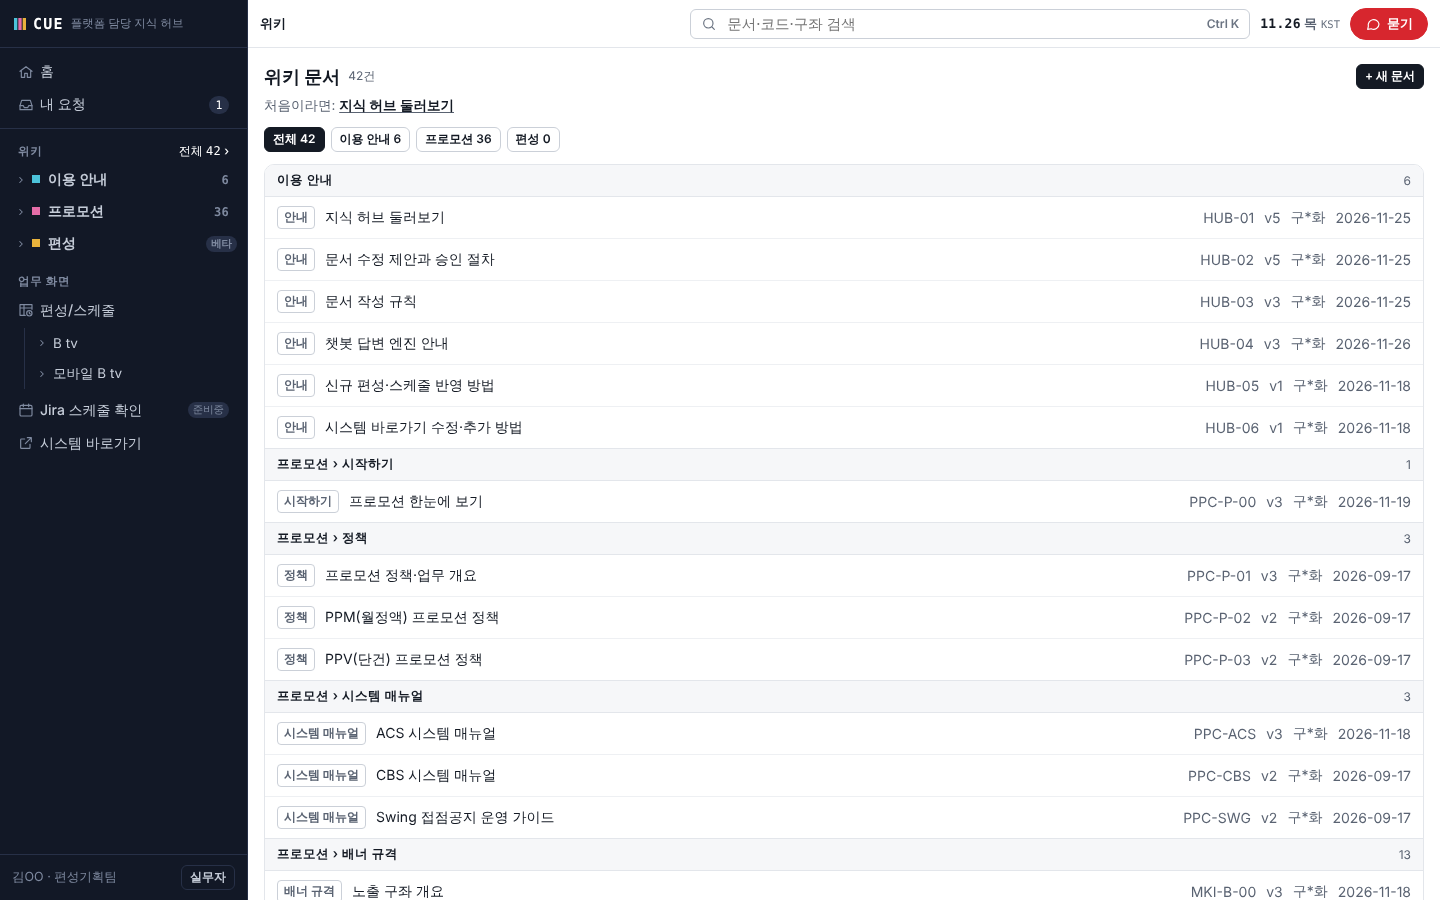 CUE 플랫폼 담당 지식 허브
홈
내 요청 1
위키 전체 42 ›
이용 안내 6
프로모션 36
편성 베타
업무 화면
편성/스케줄
B tv
모바일 B tv
Jira 스케줄 확인 준비중
시스템 바로가기
김OO · 편성기획팀 실무자
위키
문서·코드·구좌 검색 Ctrl K
11.26 목 KST
묻기
위키 문서 42건
+ 새 문서
처음이라면: 지식 허브 둘러보기
전체 42 이용 안내 6 프로모션 36 편성 0
이용 안내 6
안내 지식 허브 둘러보기 HUB-01 v5 구*화 2026-11-25
안내 문서 수정 제안과 승인 절차 HUB-02 v5 구*화 2026-11-25
안내 문서 작성 규칙 HUB-03 v3 구*화 2026-11-25
안내 챗봇 답변 엔진 안내 HUB-04 v3 구*화 2026-11-26
안내 신규 편성·스케줄 반영 방법 HUB-05 v1 구*화 2026-11-18
안내 시스템 바로가기 수정·추가 방법 HUB-06 v1 구*화 2026-11-18
프로모션 › 시작하기 1
시작하기 프로모션 한눈에 보기 PPC-P-00 v3 구*화 2026-11-19
프로모션 › 정책 3
정책 프로모션 정책·업무 개요 PPC-P-01 v3 구*화 2026-09-17
정책 PPM(월정액) 프로모션 정책 PPC-P-02 v2 구*화 2026-09-17
정책 PPV(단건) 프로모션 정책 PPC-P-03 v2 구*화 2026-09-17
프로모션 › 시스템 매뉴얼 3
시스템 매뉴얼 ACS 시스템 매뉴얼 PPC-ACS v3 구*화 2026-11-18
시스템 매뉴얼 CBS 시스템 매뉴얼 PPC-CBS v2 구*화 2026-09-17
시스템 매뉴얼 Swing 접점공지 운영 가이드 PPC-SWG v2 구*화 2026-09-17
프로모션 › 배너 규격 13
배너 규격 노출 구좌 개요 MKI-B-00 v3 구*화 2026-11-18